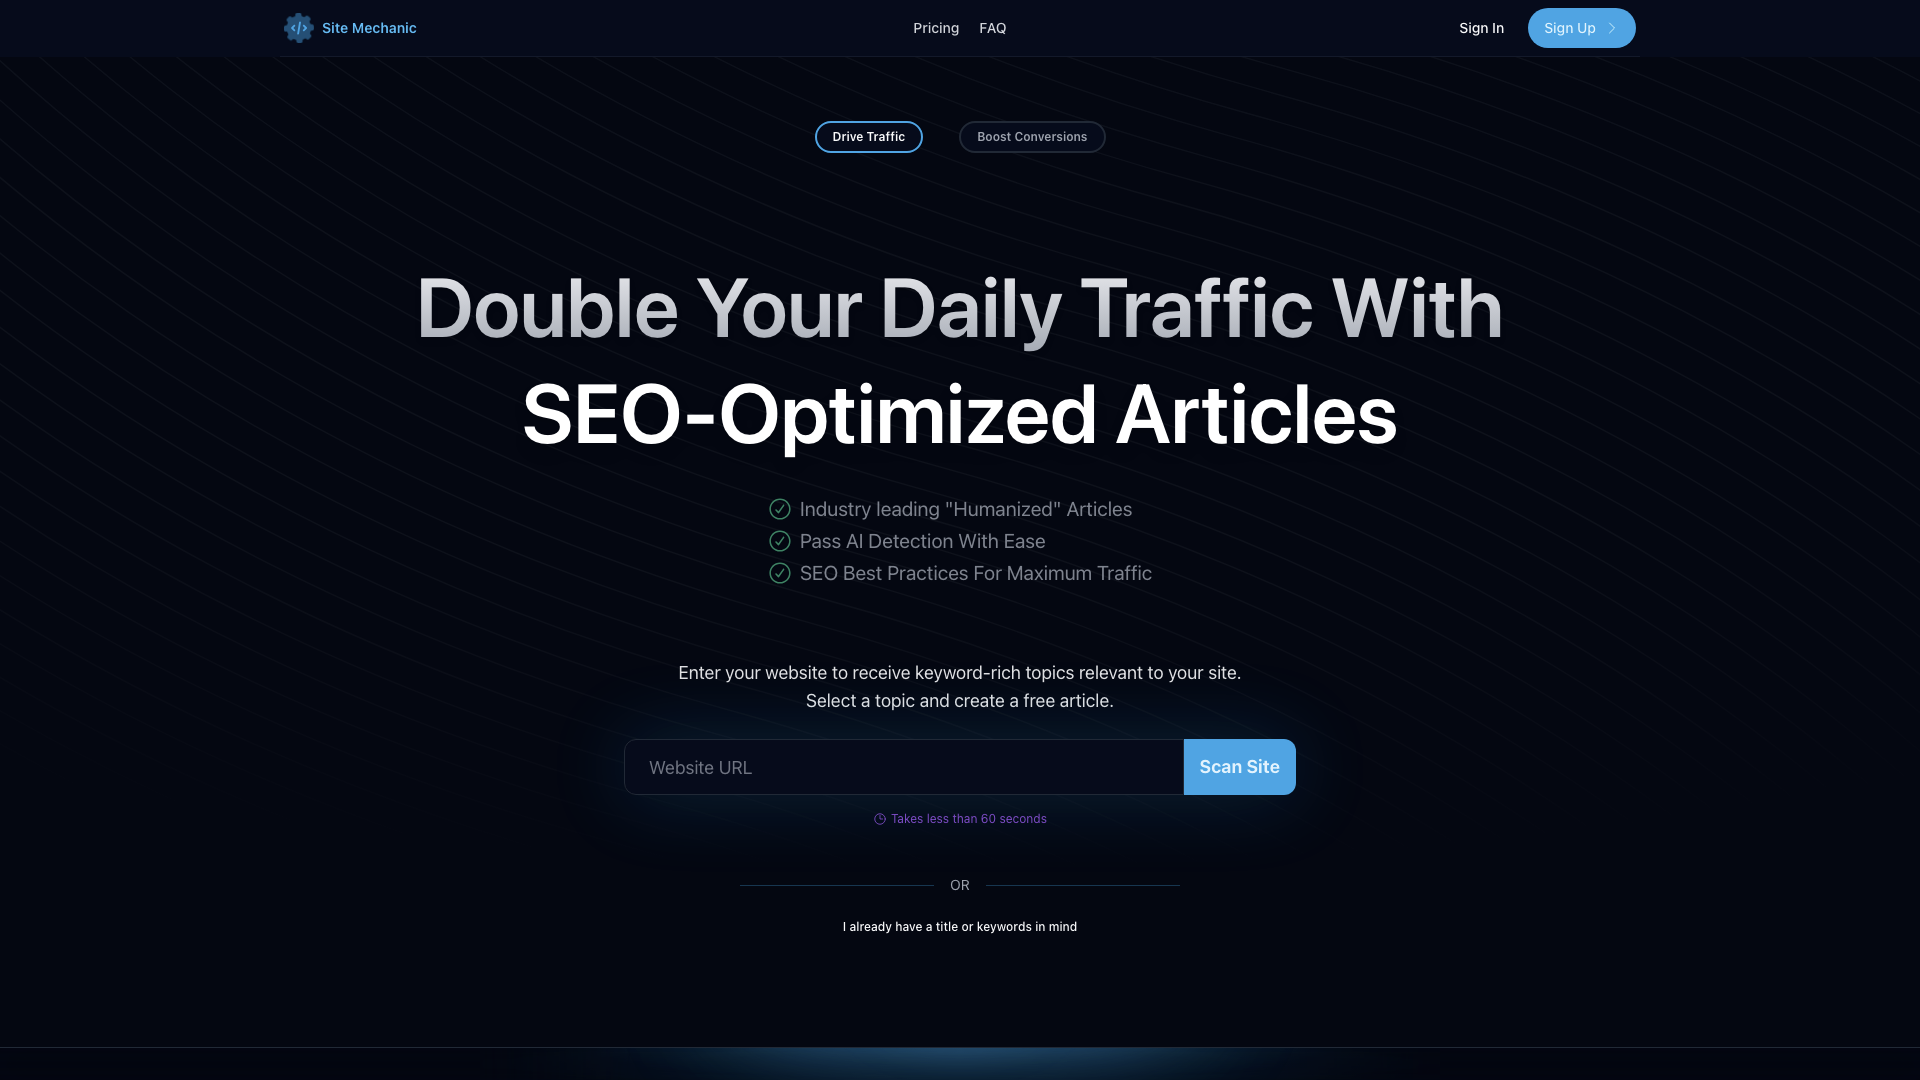 Site Mechanic
Pricing
FAQ
Sign In
Sign Up
Drive Traffic
Boost Conversions
Double Your Daily Traffic With
SEO-Optimized Articles
Industry leading "Humanized" Articles
Pass AI Detection With Ease
SEO Best Practices For Maximum Traffic
Enter your website to receive keyword-rich topics relevant to your site.
Select a topic and create a free article.
Website URL
Scan Site
Takes less than 60 seconds
OR
I already have a title or keywords in mind